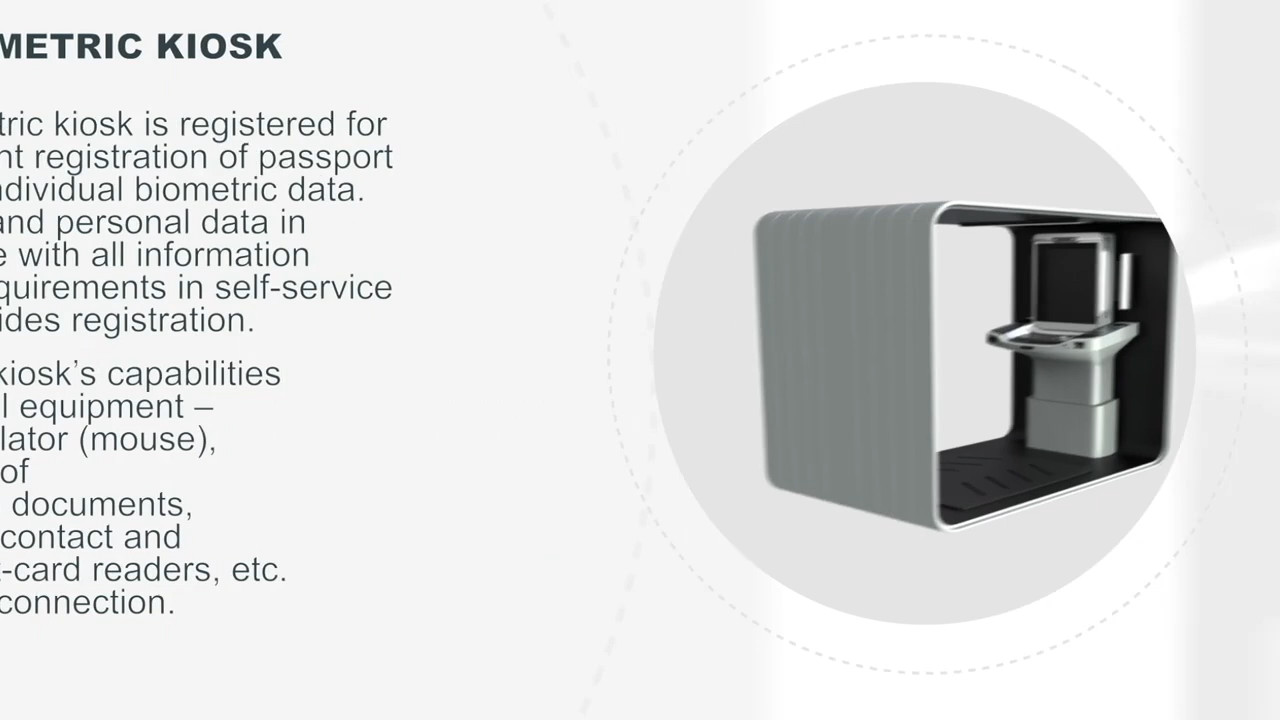 METRIC KIOSK
tric kiosk is registered for
nt registration of passport
ndividual biometric data.
and personal data in
e with all information
quirements in self-service
ides registration.
kiosk’s capabilities
l equipment –
lator (mouse),
of
documents,
contact and
t-card readers, etc.
connection.